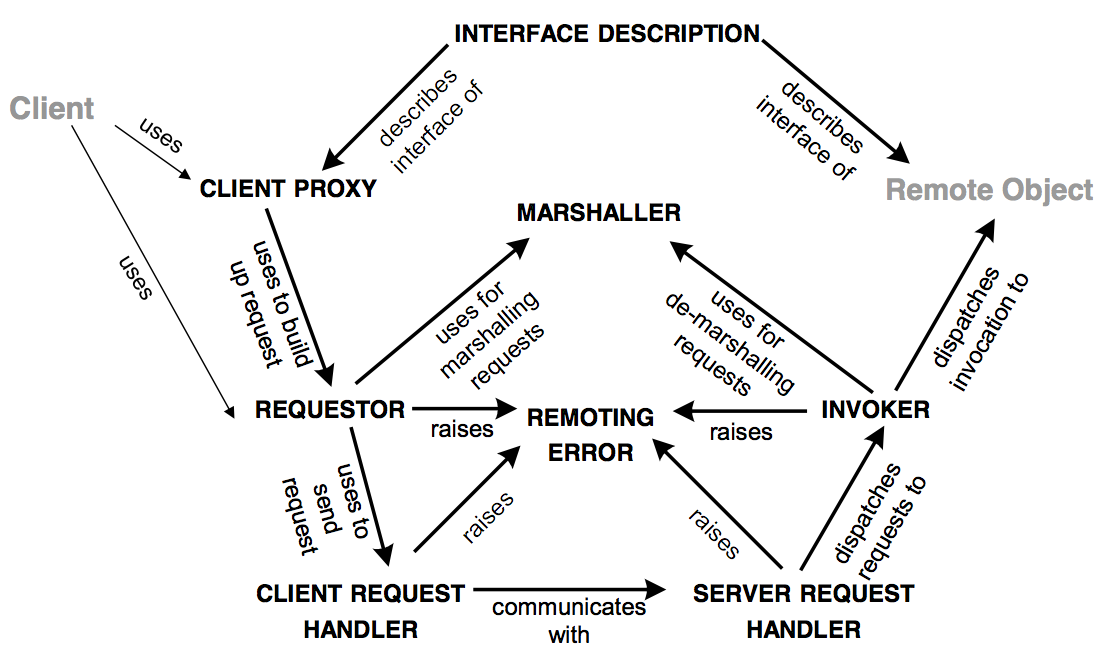 INTERFACE DESCRIPTION
Client
uses
describes
interface of
describes
interface of
CLIENT PROXY
Remote Object
MARSHALLER
uses
uses to build
up request
uses for
marshalling
requests
uses for
de-marshalling
requests
dispatches
invocation to
REQUESTOR
raises
REMOTING
ERROR
raises
INVOKER
uses to
send
request
raises
raises
dispatches
requests to
CLIENT REQUEST
HANDLER
communicates
with
SERVER REQUEST
HANDLER